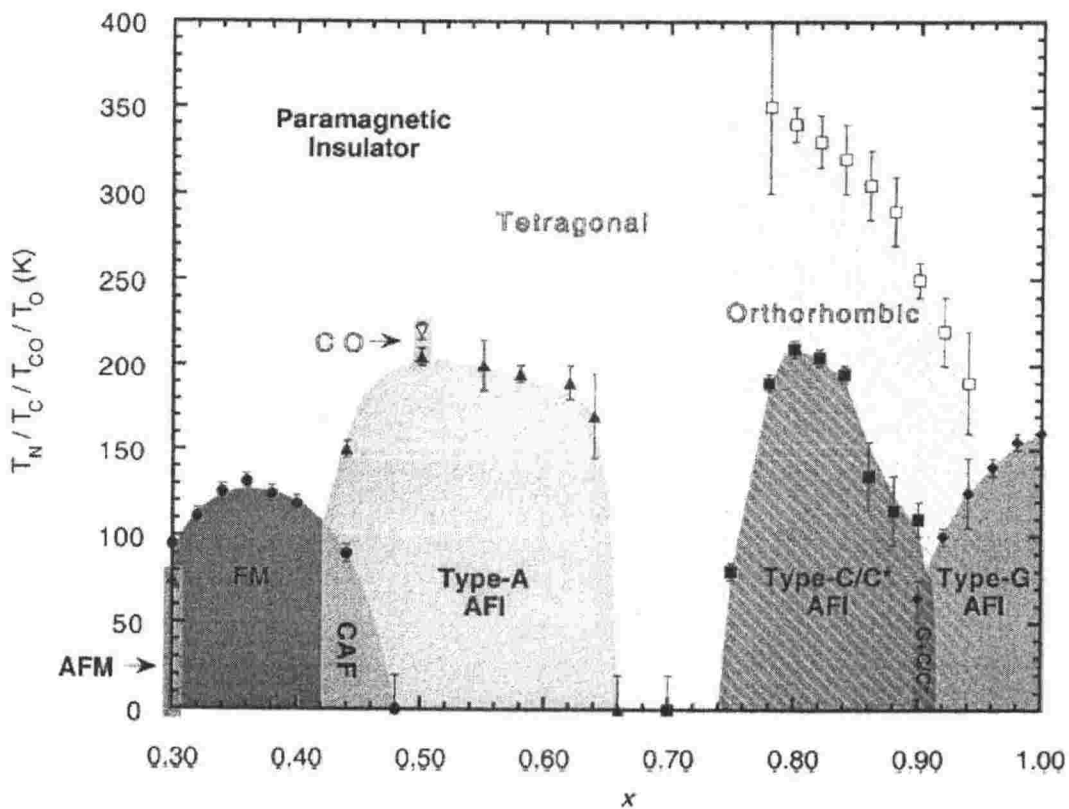 400
350
300
250
200
150
100
50
0
T_N / T_C / T_CO / T_O (K)
Paramagnetic
Insulator
Tetragonal
Orthorhombic
CO
FM
CAF
Type-A
AFI
Type-C/C*
AFI
Type-G
AFI
AFM
0.30
0.40
0.50
0.60
0.70
0.80
0.90
1.00
x